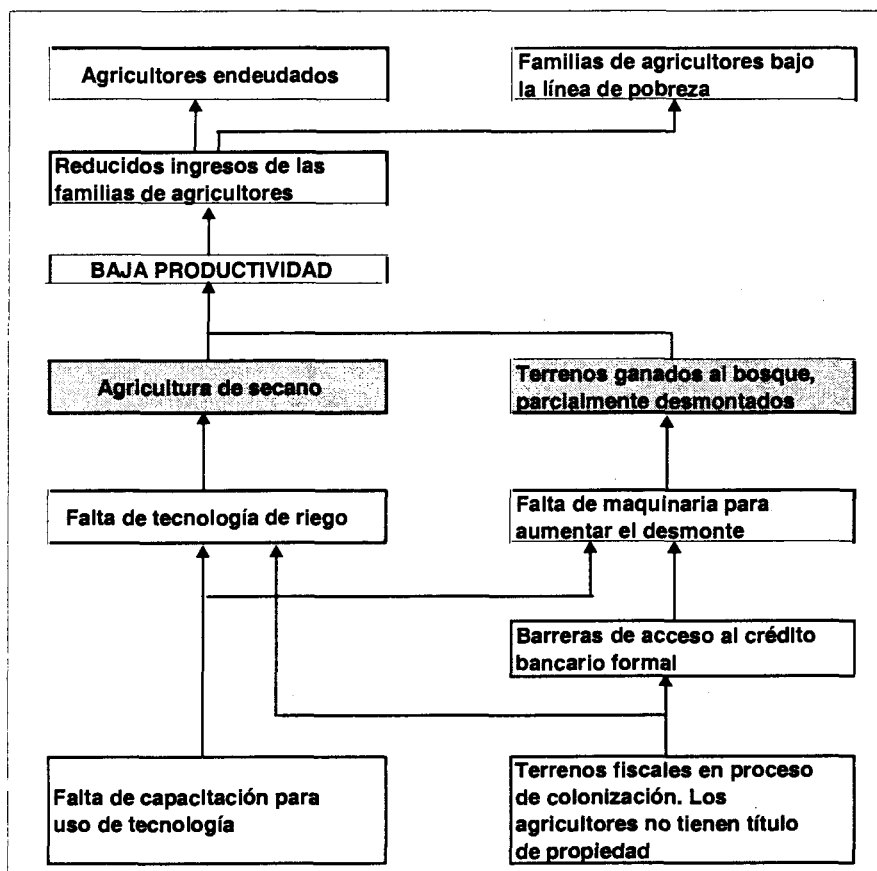 Agricultores endeudados
Familias de agricultores bajo
la línea de pobreza
Reducidos ingresos de las
familias de agricultores
BAJA PRODUCTIVIDAD
Agricultura de secano
Terrenos ganados al bosque,
parcialmente desmontados
Falta de tecnología de riego
Falta de maquinaria para
aumentar el desmonte
Barreras de acceso al crédito
bancario formal
Falta de capacitación para
uso de tecnología
Terrenos fiscales en proceso
de colonización. Los
agricultores no tienen título
de propiedad